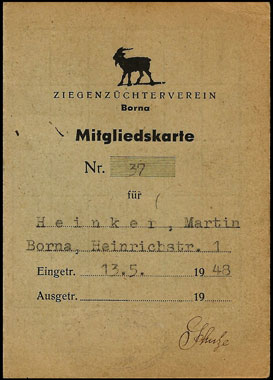 ZIEGENZÜCHTERVEREIN
Borna
Mitgliedskarte
Nr. 37
für
Heinker, Martin
Borna, Heinrichstr. 1
Eingetr. 13.5. 1948
Ausgetr. 19